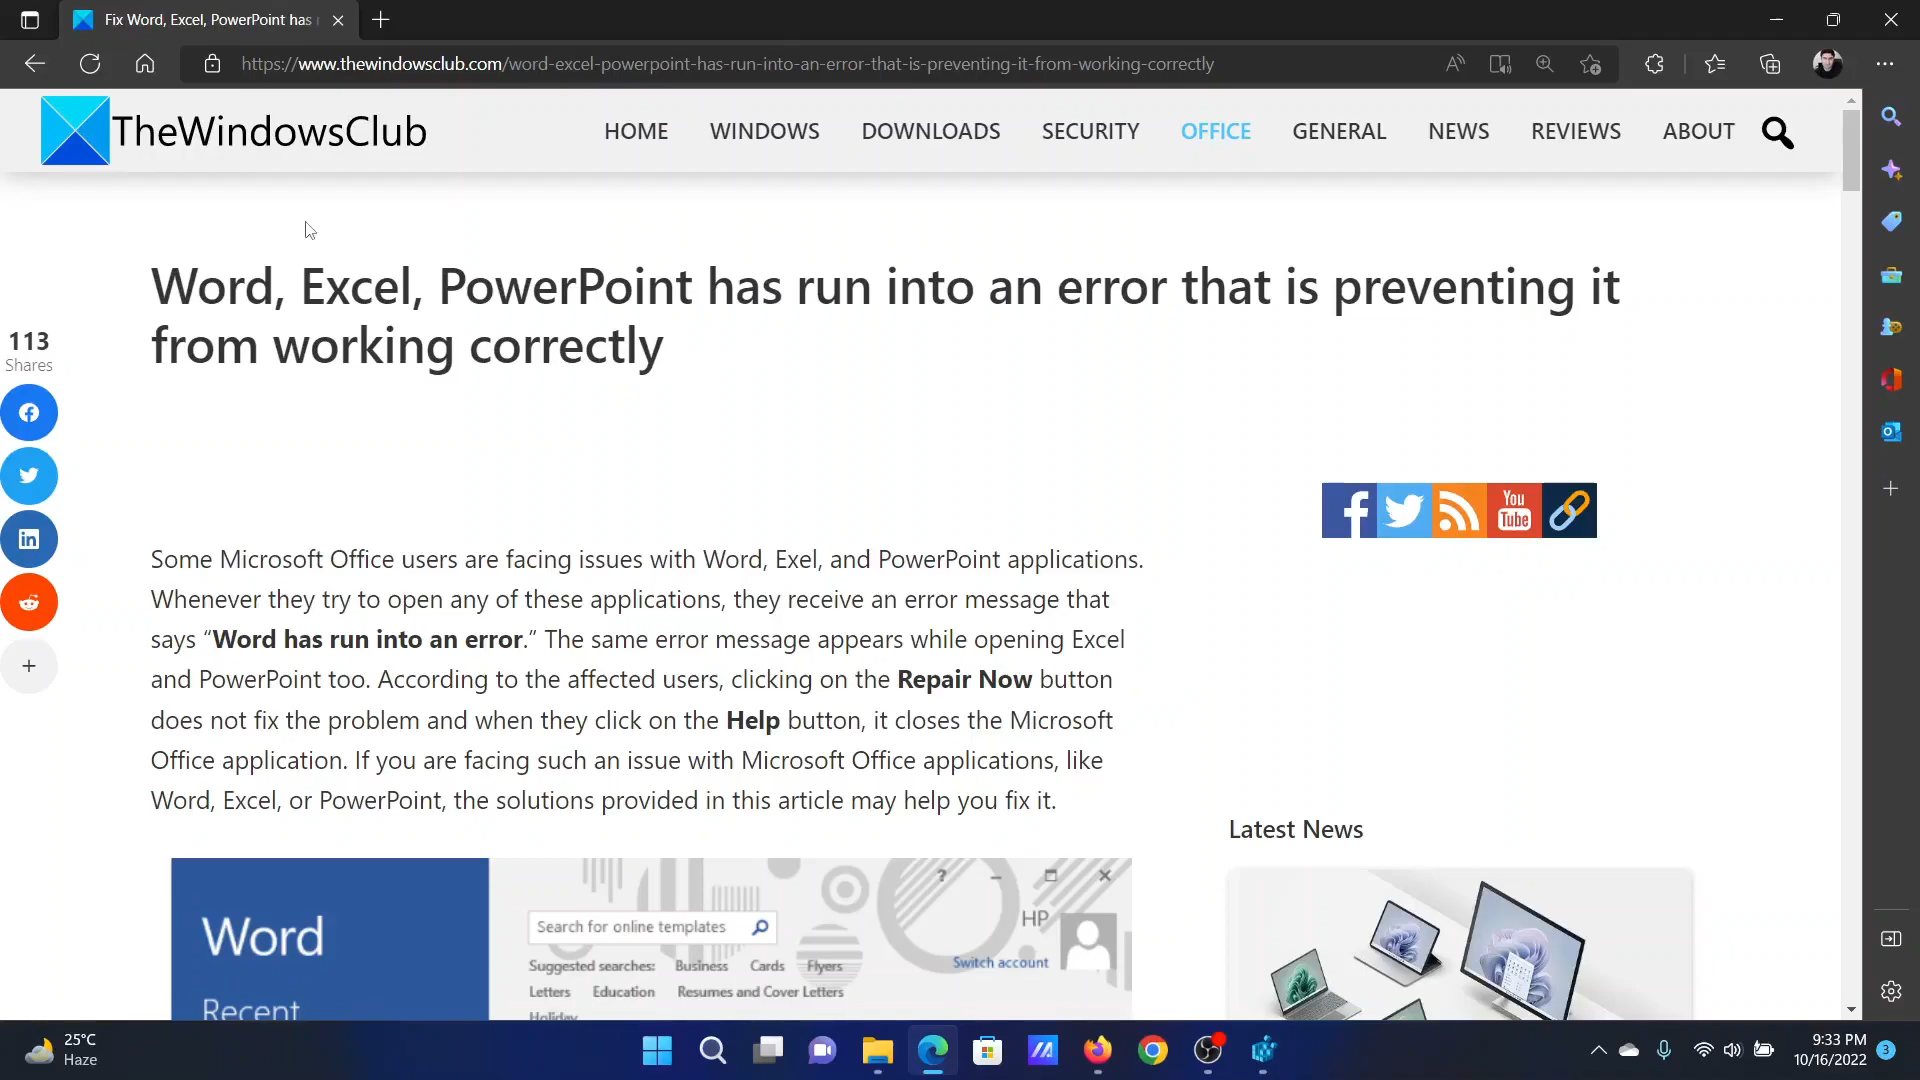 Fix Word, Excel, PowerPoint has
https://www.thewindowsclub.com/word-excel-powerpoint-has-run-into-an-error-that-is-preventing-it-from-working-correctly
TheWindowsClub
HOME WINDOWS DOWNLOADS SECURITY OFFICE GENERAL NEWS REVIEWS ABOUT
Word, Excel, PowerPoint has run into an error that is preventing it
from working correctly
113
Shares
Some Microsoft Office users are facing issues with Word, Exel, and PowerPoint applications.
Whenever they try to open any of these applications, they receive an error message that
says “Word has run into an error.” The same error message appears while opening Excel
and PowerPoint too. According to the affected users, clicking on the Repair Now button
does not fix the problem and when they click on the Help button, it closes the Microsoft
Office application. If you are facing such an issue with Microsoft Office applications, like
Word, Excel, or PowerPoint, the solutions provided in this article may help you fix it.
You
Tube
Latest News
Word
Recent
Search for online templates
HP
Switch account
Suggested searches: Business Cards Flyers
Letters Education Resumes and Cover Letters
Holiday
25°C
Haze
9:33 PM
10/16/2022
3